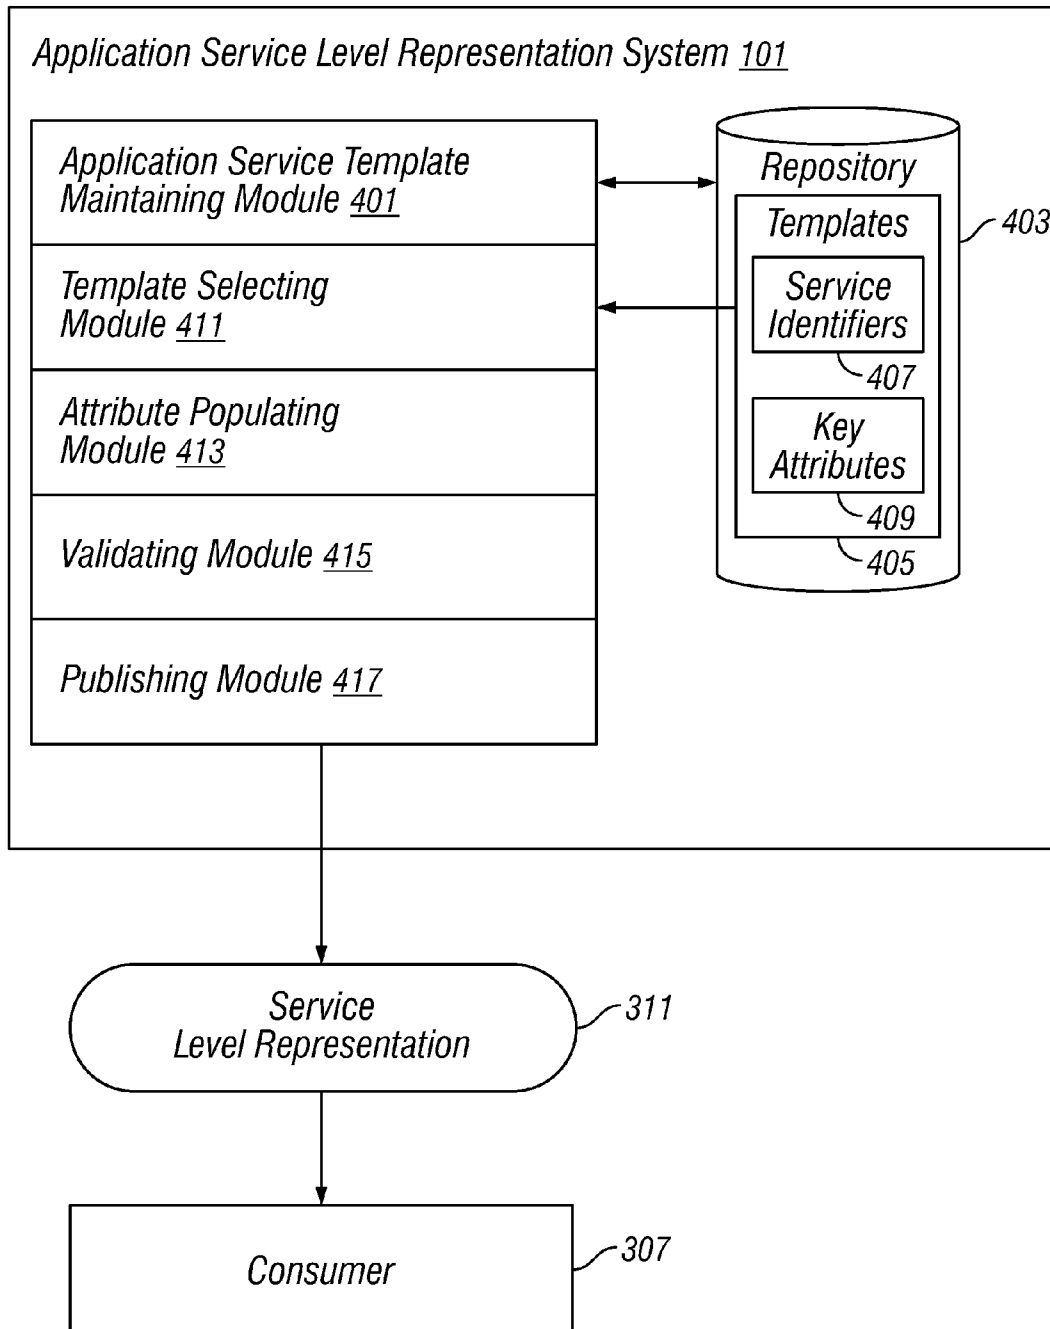 Application Service Level Representation System 101
Application Service Template
Maintaining Module 401
Template Selecting
Module 411
Attribute Populating
Module 413
Validating Module 415
Publishing Module 417
Repository
Templates
Service
Identifiers
407
Key
Attributes
409
405
403
Service
Level Representation
311
Consumer
307